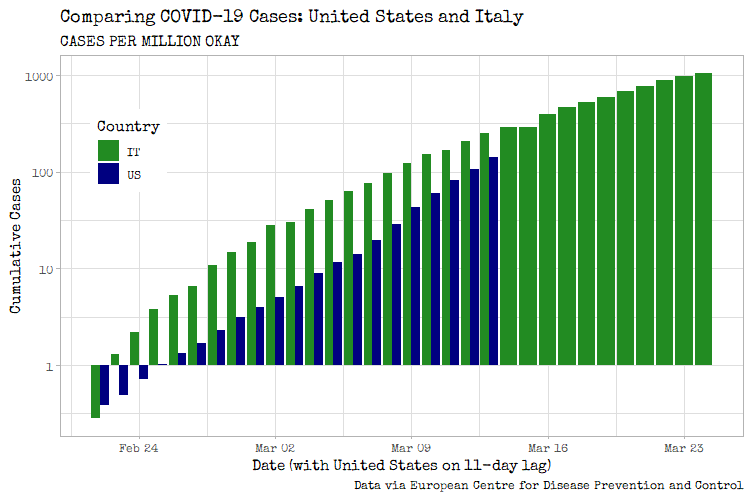 Comparing COVID-19 Cases: United States and Italy
CASES PER MILLION OKAY
Cumulative Cases
1000
100
10
1
Country
IT
US
Feb 24
Mar 02
Mar 09
Mar 16
Mar 23
Date (with United States on 11-day lag)
Data via European Centre for Disease Prevention and Control